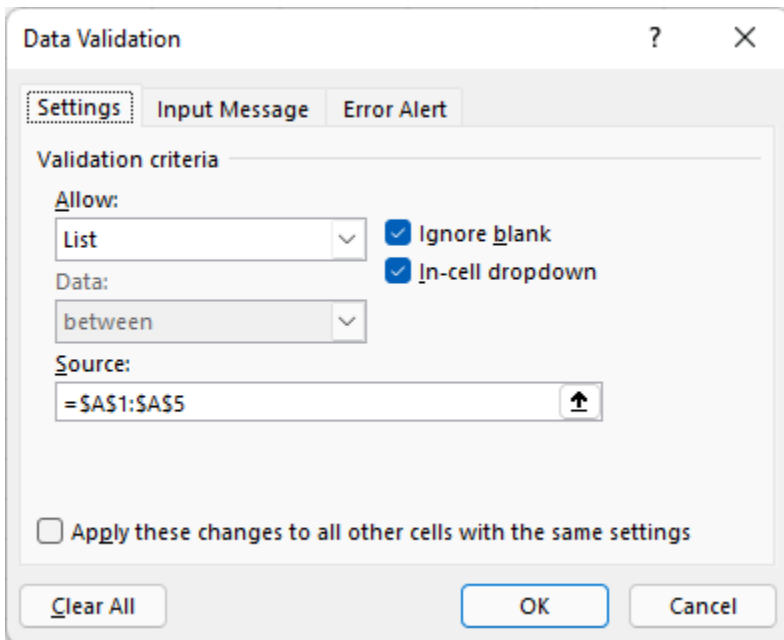 Data Validation ?
Settings Input Message Error Alert
Validation criteria
Allow:
List
Ignore blank
Data:
In-cell dropdown
between
Source:
=$A$1:$A$5
Apply these changes to all other cells with the same settings
Clear All OK Cancel